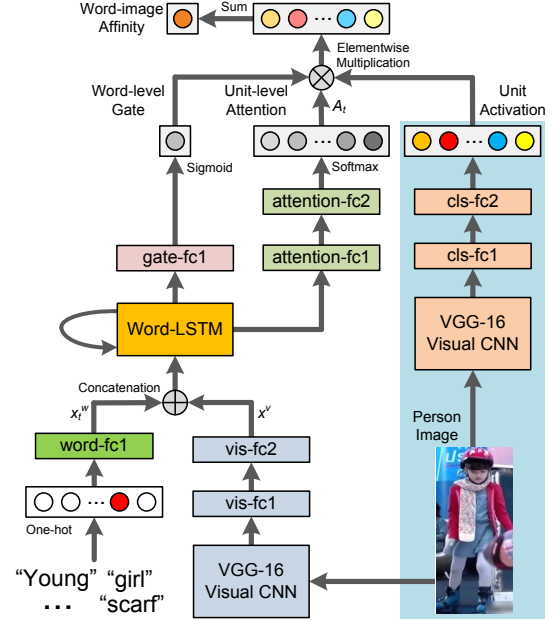 Word-image
Affinity
Sum
Elementwise
Multiplication
Word-level
Gate
Unit-level
Attention
A_t
Unit
Activation
Sigmoid
Softmax
attention-fc2
cls-fc2
gate-fc1
attention-fc1
cls-fc1
Word-LSTM
VGG-16
Visual CNN
Concatenation
x_t^w
x^v
Person
Image
word-fc1
vis-fc2
One-hot
vis-fc1
"Young" "girl"
... "scarf"
VGG-16
Visual CNN